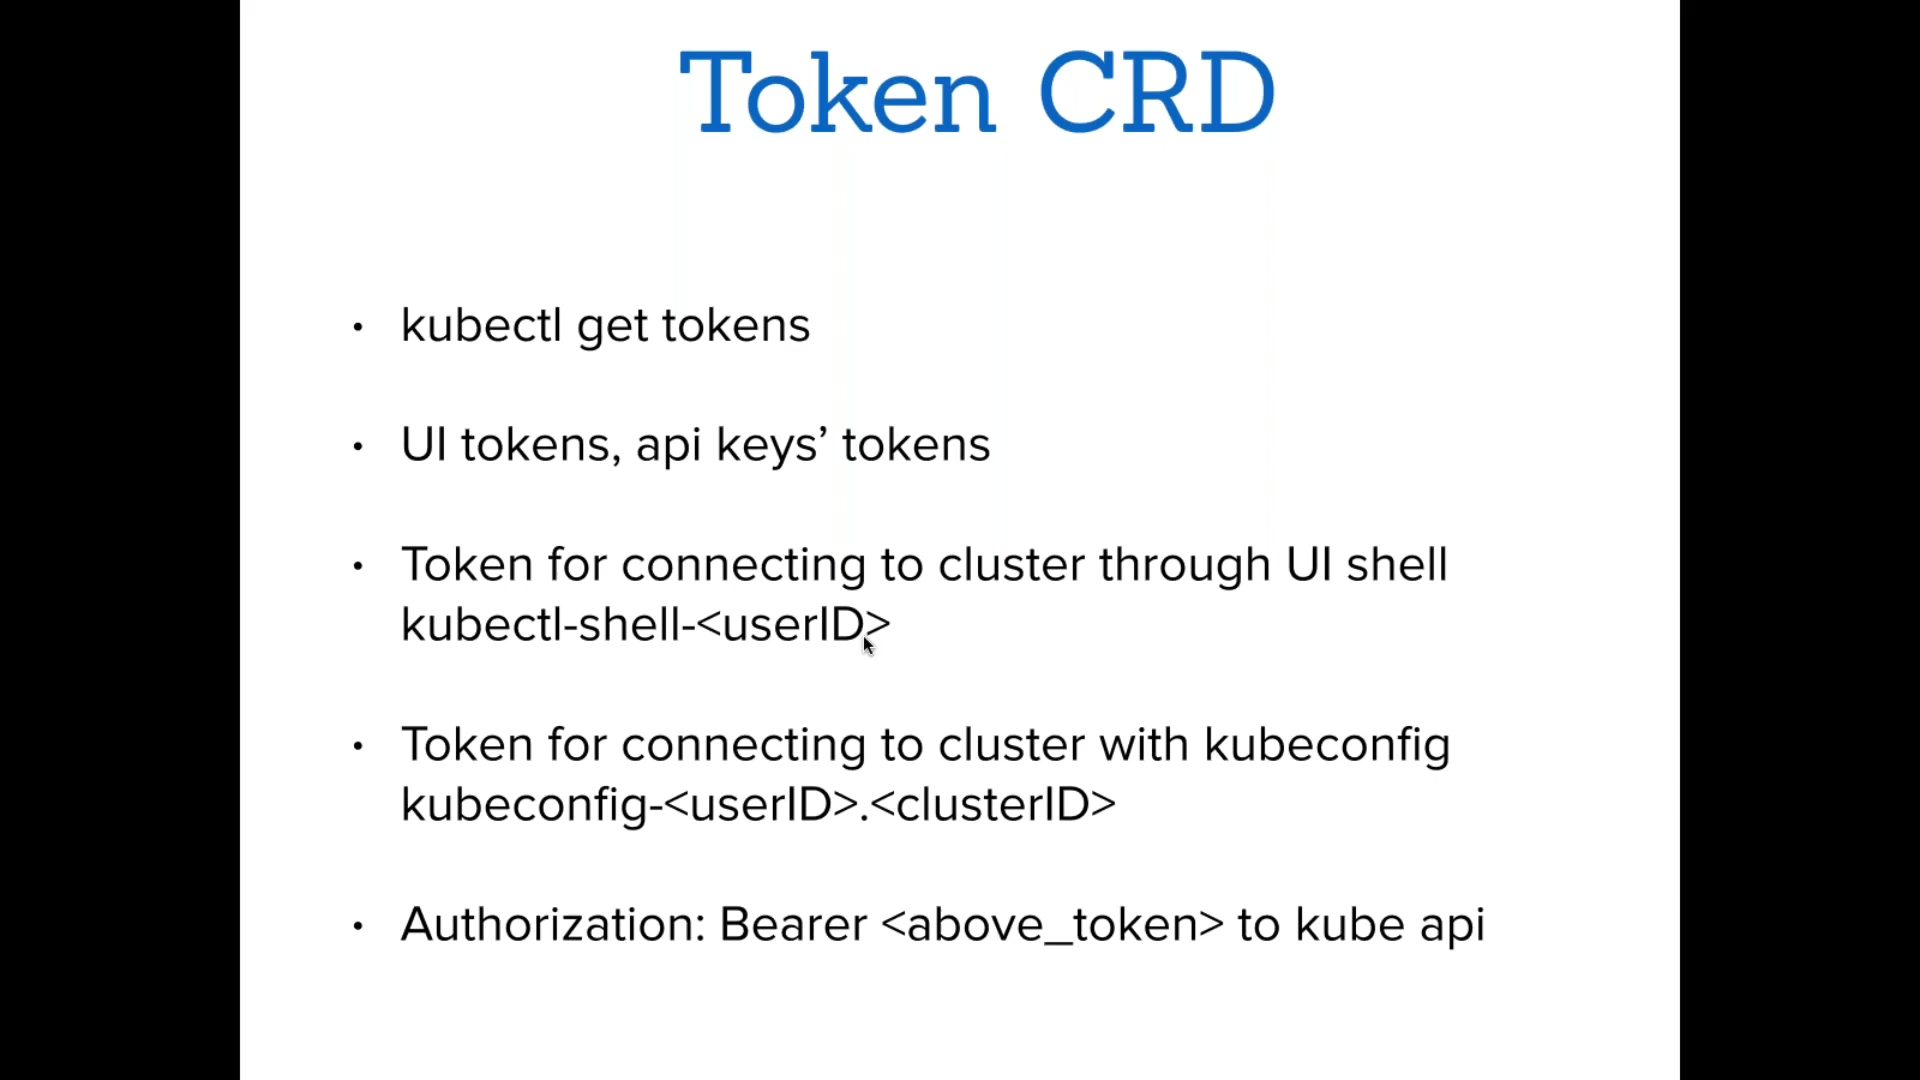 Token CRD
• kubectl get tokens
• UI tokens, api keys’ tokens
• Token for connecting to cluster through UI shell
kubectl-shell-<userID>
• Token for connecting to cluster with kubeconfig
kubeconfig-<userID>.<clusterID>
• Authorization: Bearer <above_token> to kube api